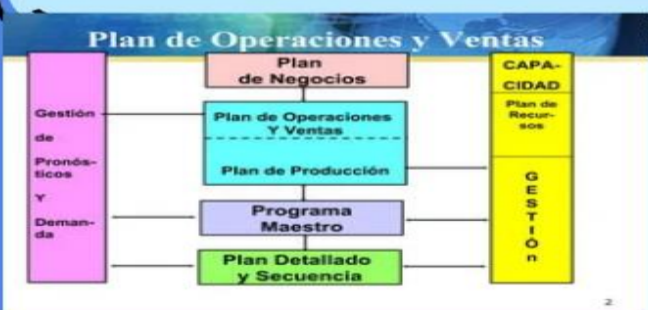 Plan de Operaciones y Ventas
Plan
de Negocios
Gestión
de
Pronós-
ticos
Y
Deman-
da
Plan de Operaciones
Y Ventas
Plan de Producción
Programa
Maestro
Plan Detallado
y Secuencia
CAPA-
CIDAD
Plan de
Recur-
sos
G
E
S
T
I
Ó
n
2